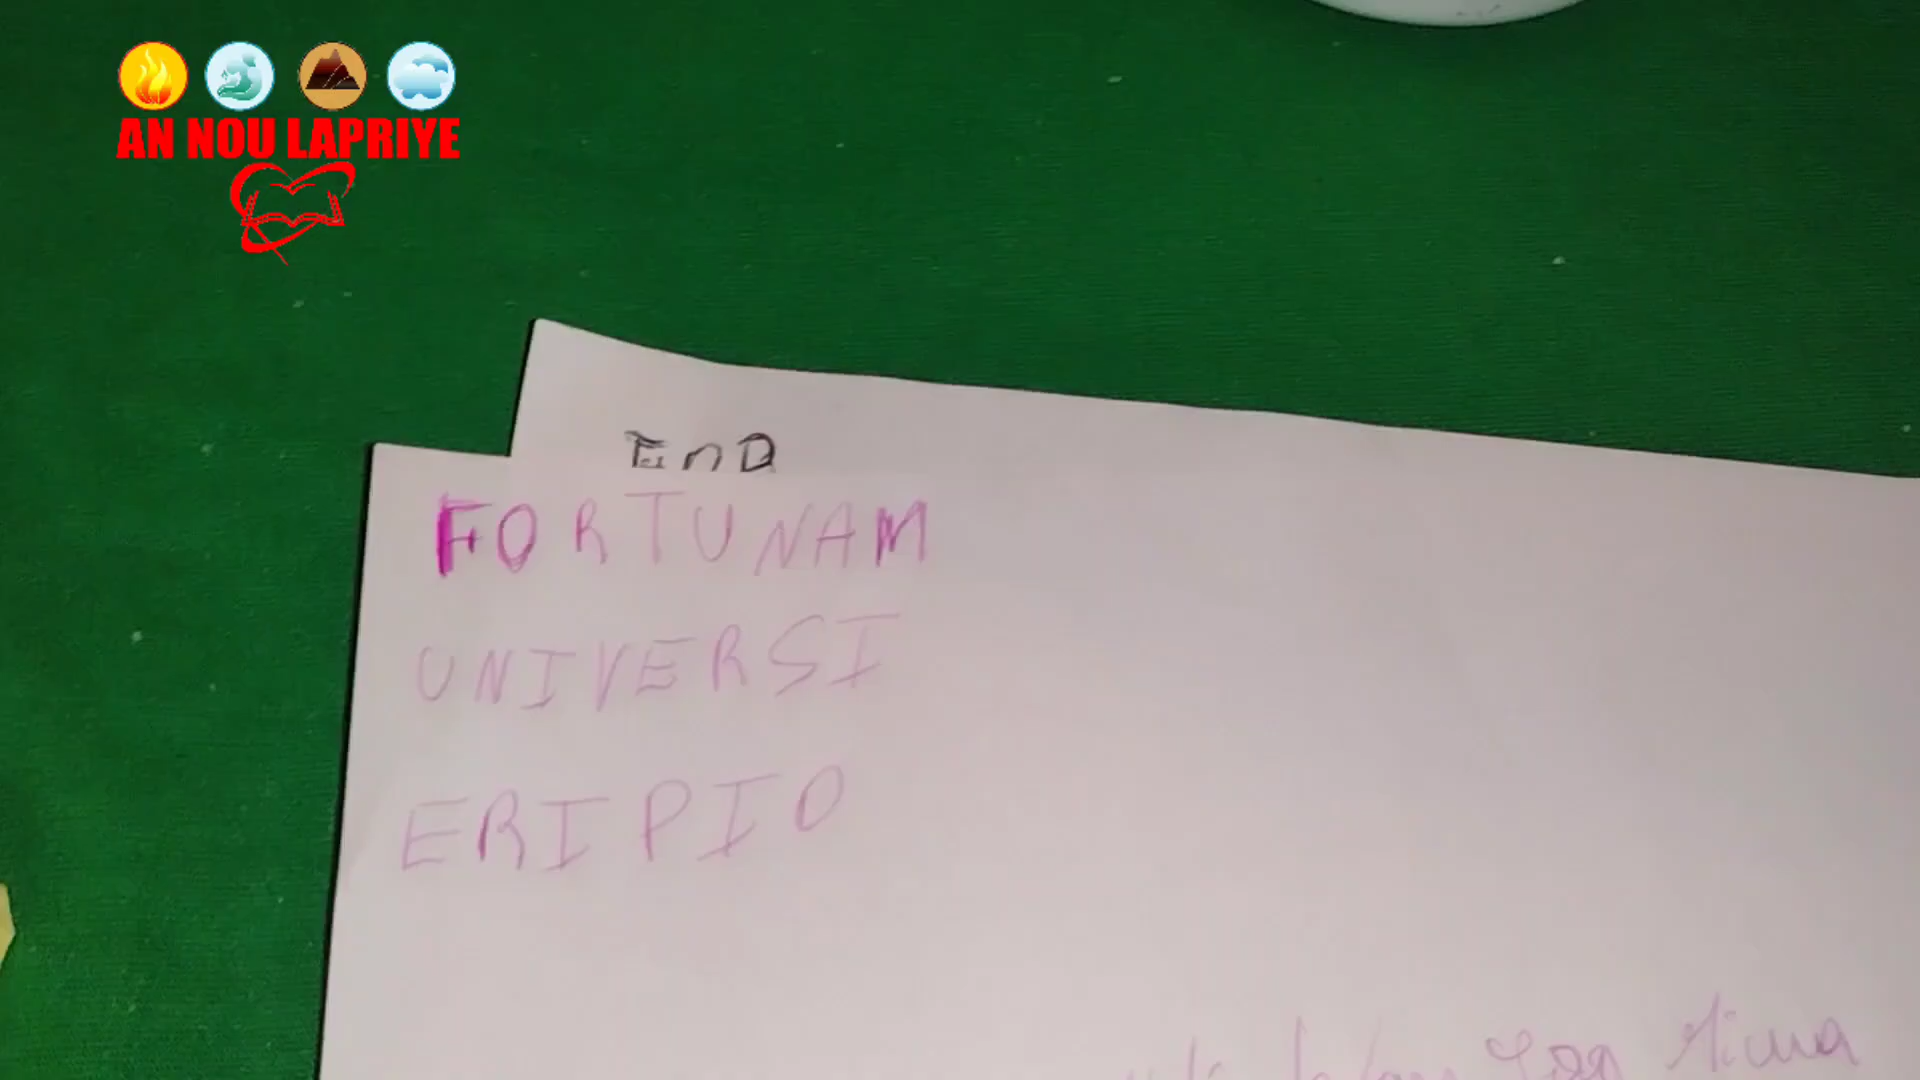 AN NOU LAPRIYE
END
FORTUNAM
UNIVERSI
ERIPIO